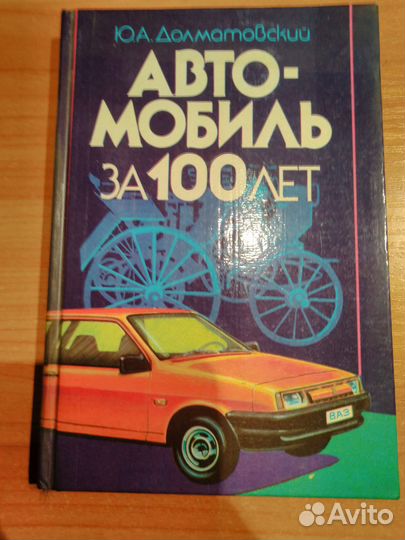 Ю.А.Долматовский
АВТО-
МОБИЛЬ
ЗА 100 ЛЕТ
ВАЗ
Avito